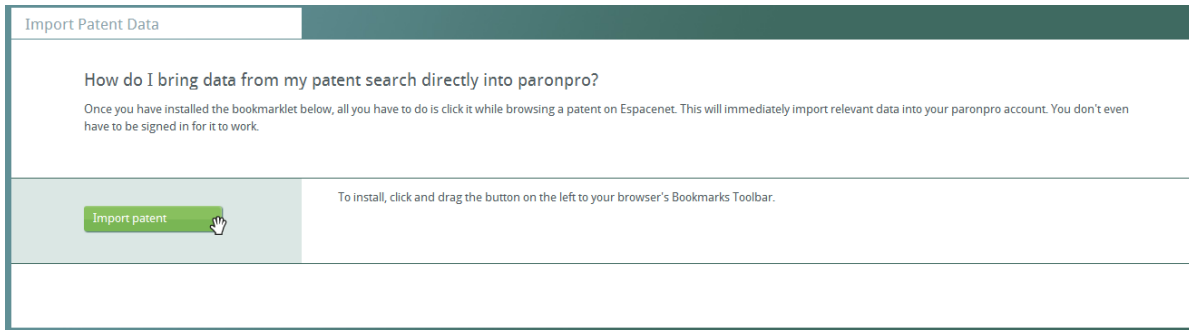 Import Patent Data
How do I bring data from my patent search directly into paronpro?
Once you have installed the bookmarklet below, all you have to do is click it while browsing a patent on Espacenet. This will immediately import relevant data into your paronpro account. You don't even
have to be signed in for it to work.
To install, click and drag the button on the left to your browser's Bookmarks Toolbar.
Import patent